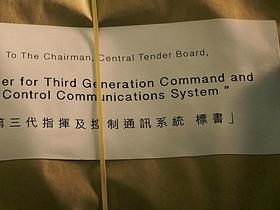 To The Chairman, Central Tender Board,
er for Third Generation Command and
Control Communications System"
第三代指揮及控制通訊系統 標書」